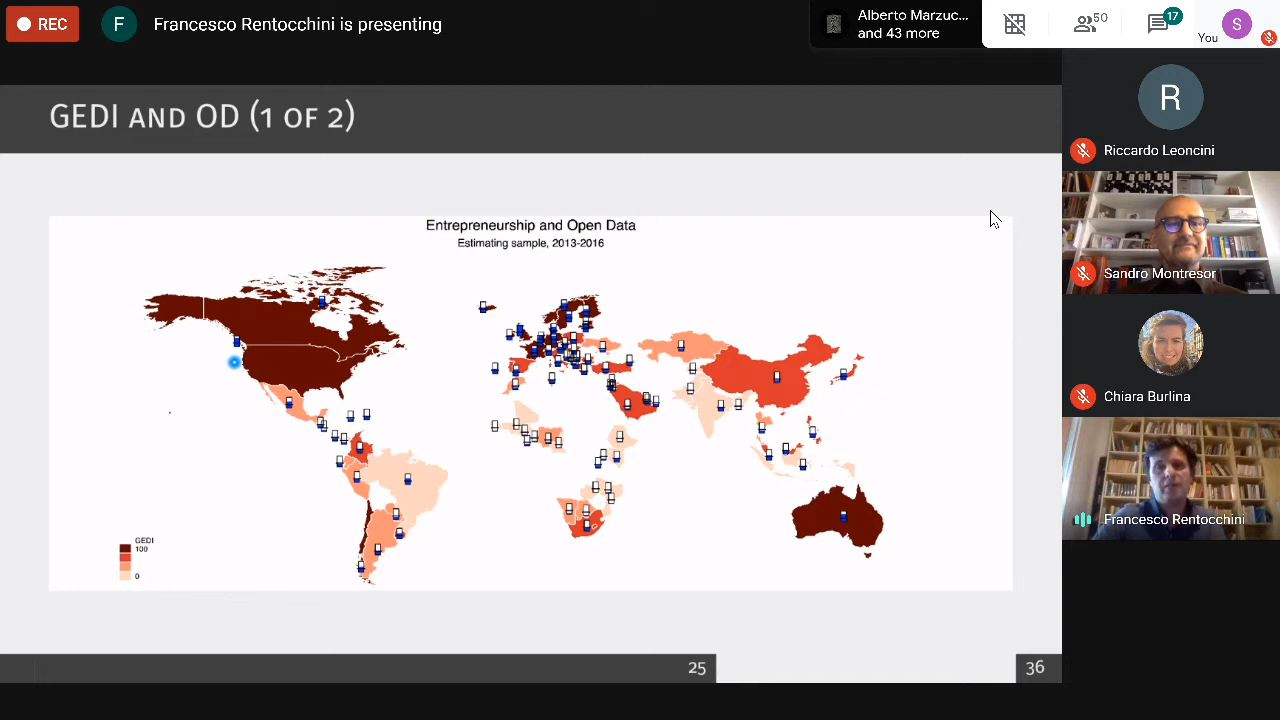 REC
F
Francesco Rentocchini is presenting
Alberto Marzuc...
and 43 more
50
17
You
S
GEDI AND OD (1 OF 2)
Entrepreneurship and Open Data
Estimating sample, 2013-2016
GEDI
100
0
25
36
R
Riccardo Leoncini
Sandro Montresor
Chiara Burlina
Francesco Rentocchini